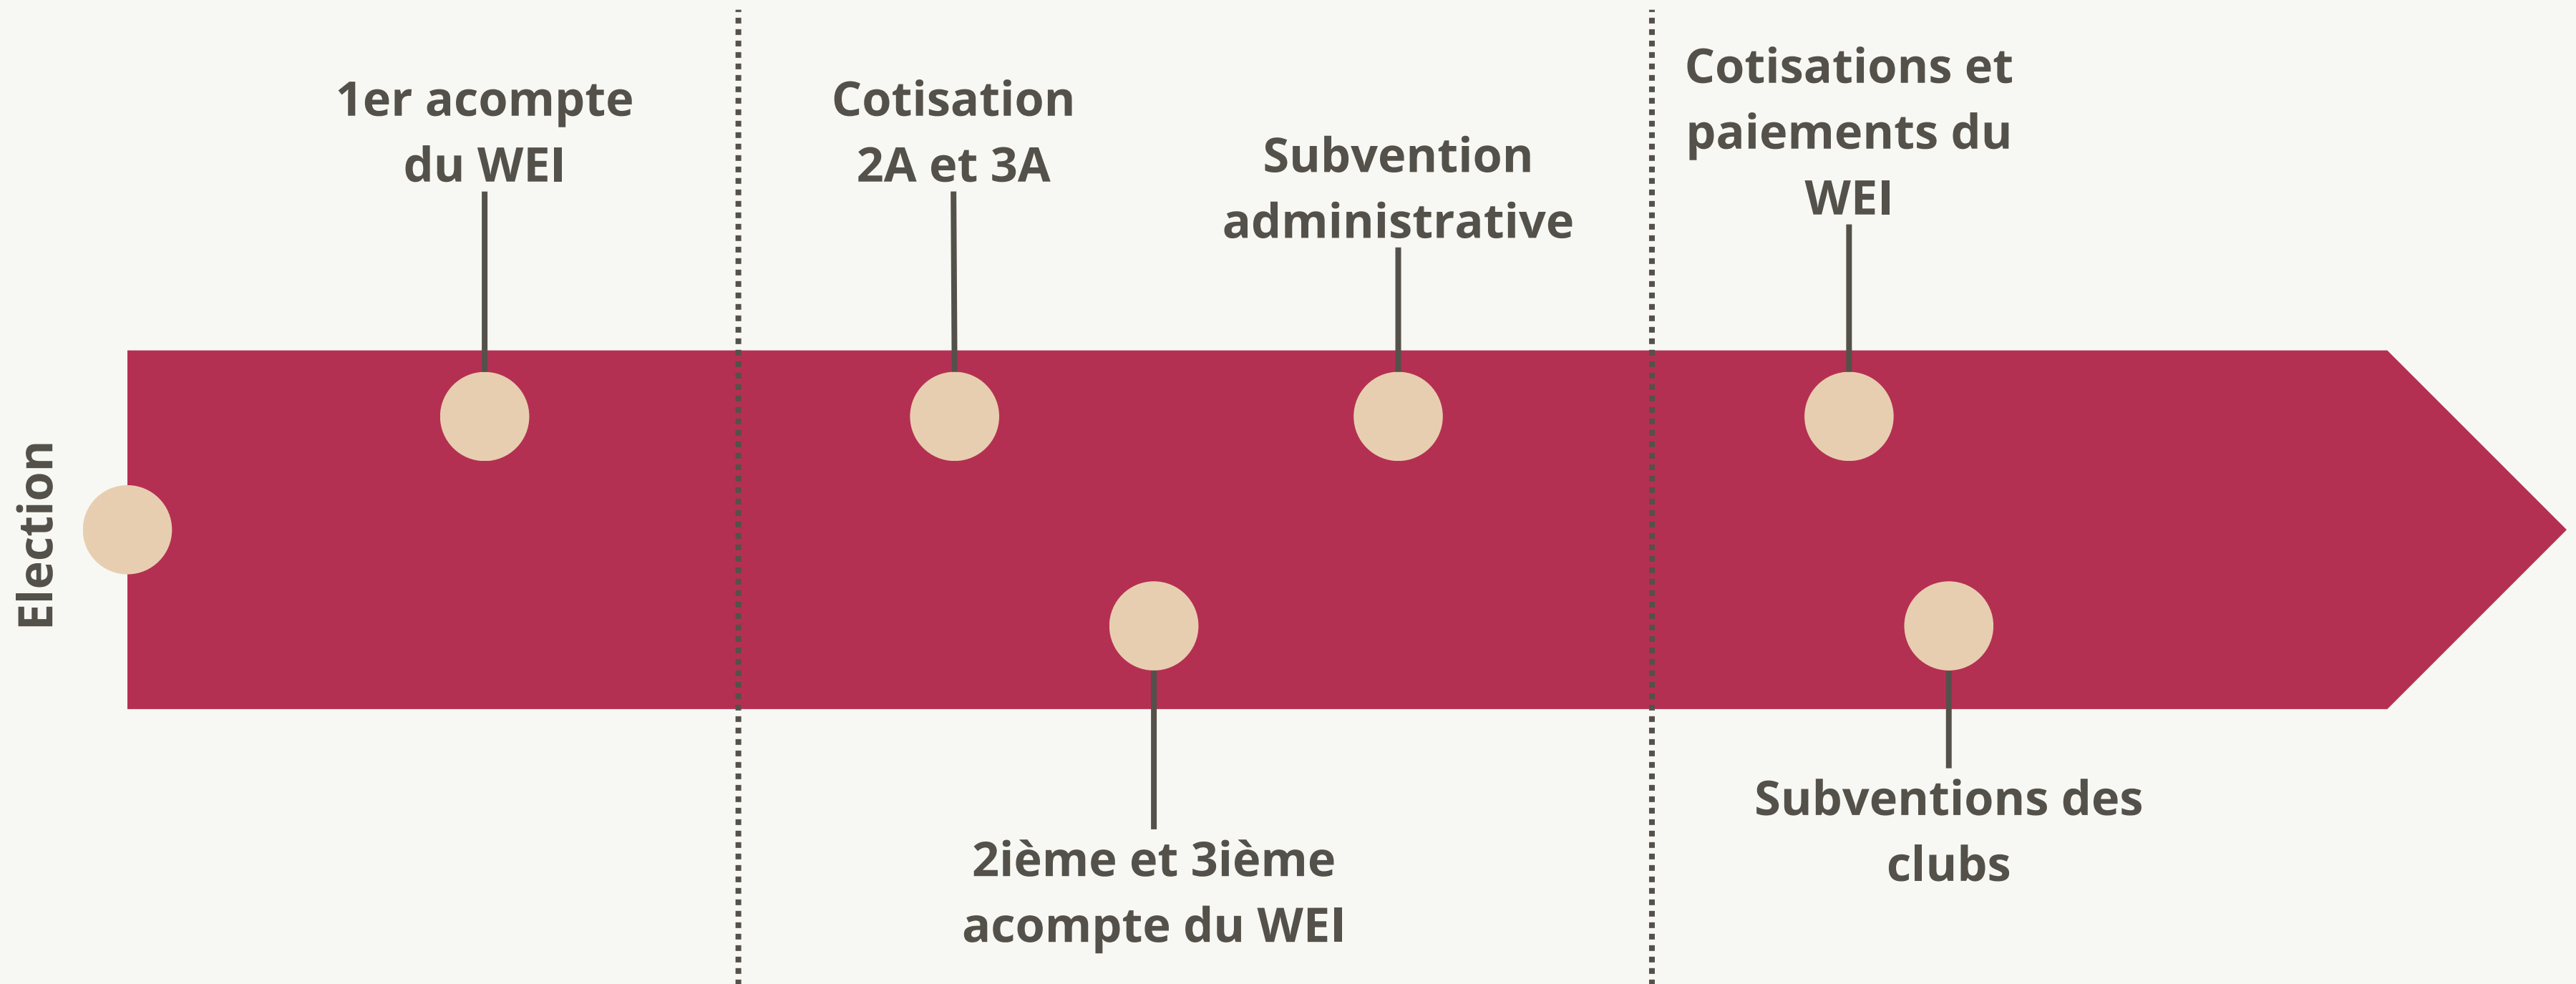 Election
1er acompte
du WEI
Cotisation
2A et 3A
2ième et 3ième
acompte du WEI
Subvention
administrative
Cotisations et
paiements du
WEI
Subventions des
clubs